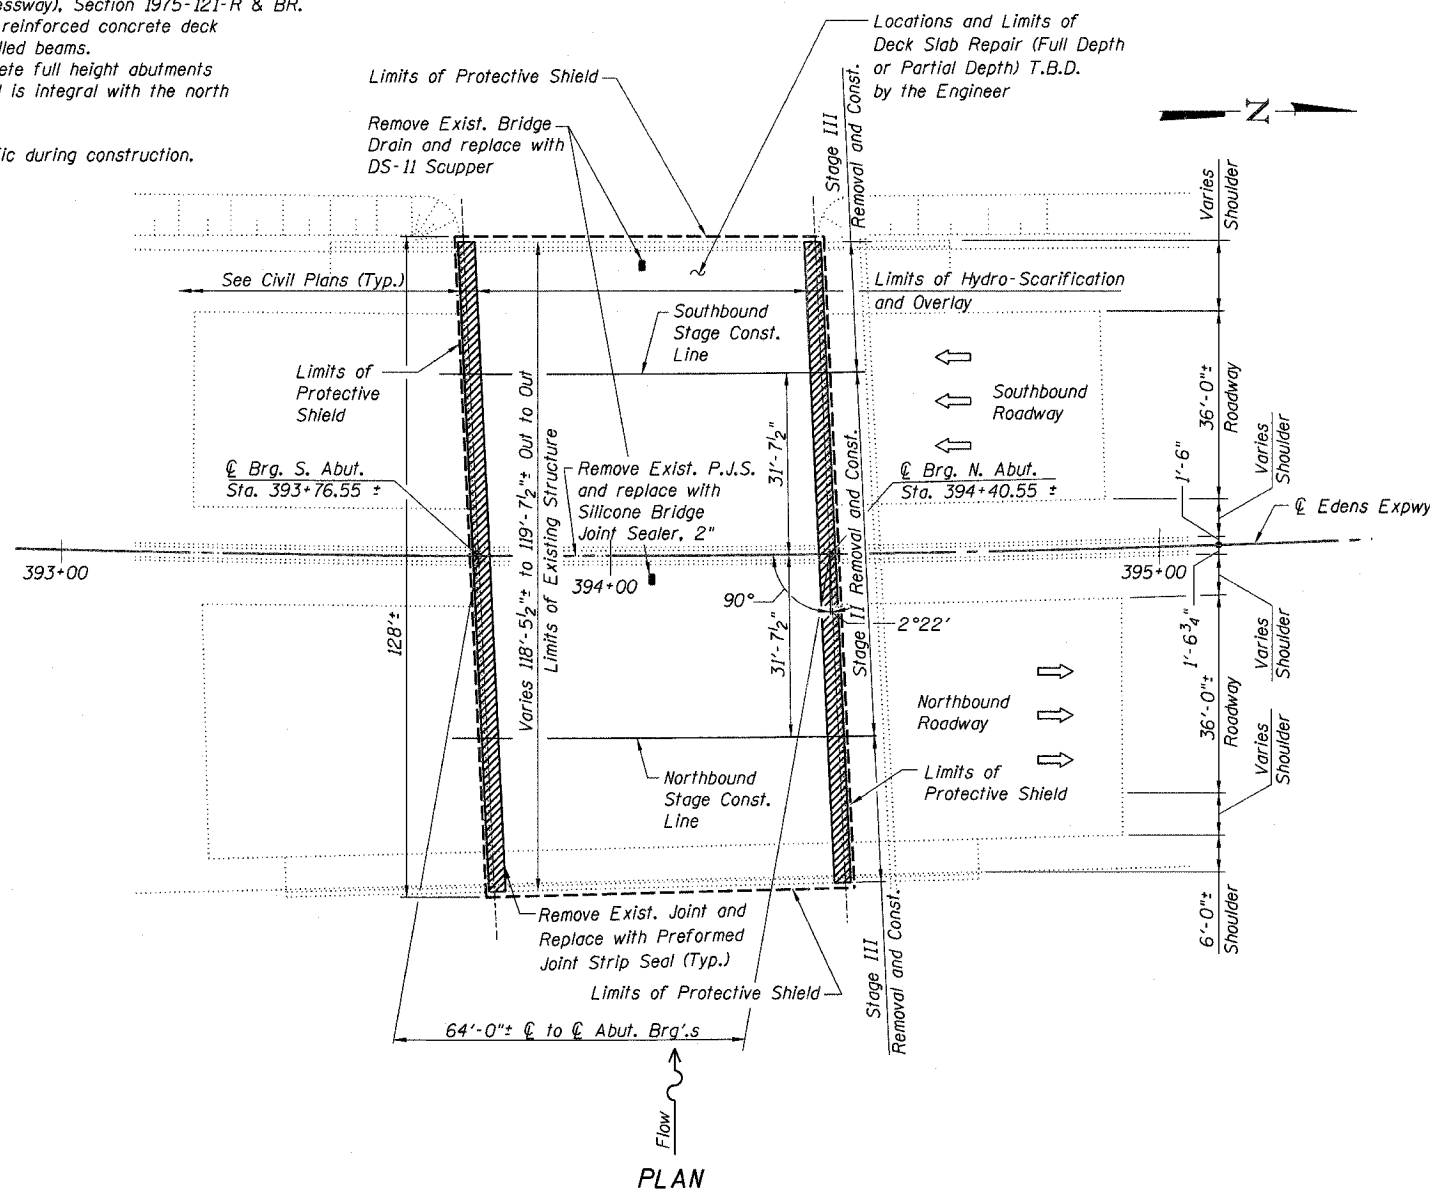 essway), Section 1975-121-R & BR.
reinforced concrete deck
lled beams.
ete full height abutments
is integral with the north
fic during construction.
Limits of Protective Shield
Remove Exist. Bridge
Drain and replace with
DS-11 Scupper
Locations and Limits of
Deck Slab Repair (Full Depth
or Partial Depth) T.B.D.
by the Engineer
N
Stage III
Removal and Const.
Varies
Shoulder
See Civil Plans (Typ.)
Limits of Hydro-Scarification
and Overlay
Southbound
Stage Const.
Line
Limits of
Protective
Shield
Southbound
Roadway
36'-0"±
Roadway
Varies 118'-5½"± to 119'-7½"± Out to Out
Limits of Existing Structure
31'-7½"
Stage II Removal and Const.
℄ Brg. S. Abut.
Sta. 393+76.55 ±
Remove Exist. P.J.S.
and replace with
Silicone Bridge
Joint Sealer, 2"
℄ Brg. N. Abut.
Sta. 394+40.55 ±
1'-6"
Varies
Shoulder
℄ Edens Expwy
393+00
394+00
395+00
90°
2°22'
128'±
31'-7½"
1'-6¾"
Varies
Shoulder
Northbound
Roadway
36'-0"±
Roadway
Varies
Shoulder
Northbound
Stage Const.
Line
Limits of
Protective Shield
Remove Exist. Joint and
Replace with Preformed
Joint Strip Seal (Typ.)
Limits of Protective Shield
Stage III
Removal and Const.
6'-0"±
Shoulder
64'-0"± ℄ to ℄ Abut. Brg'.s
Flow
PLAN